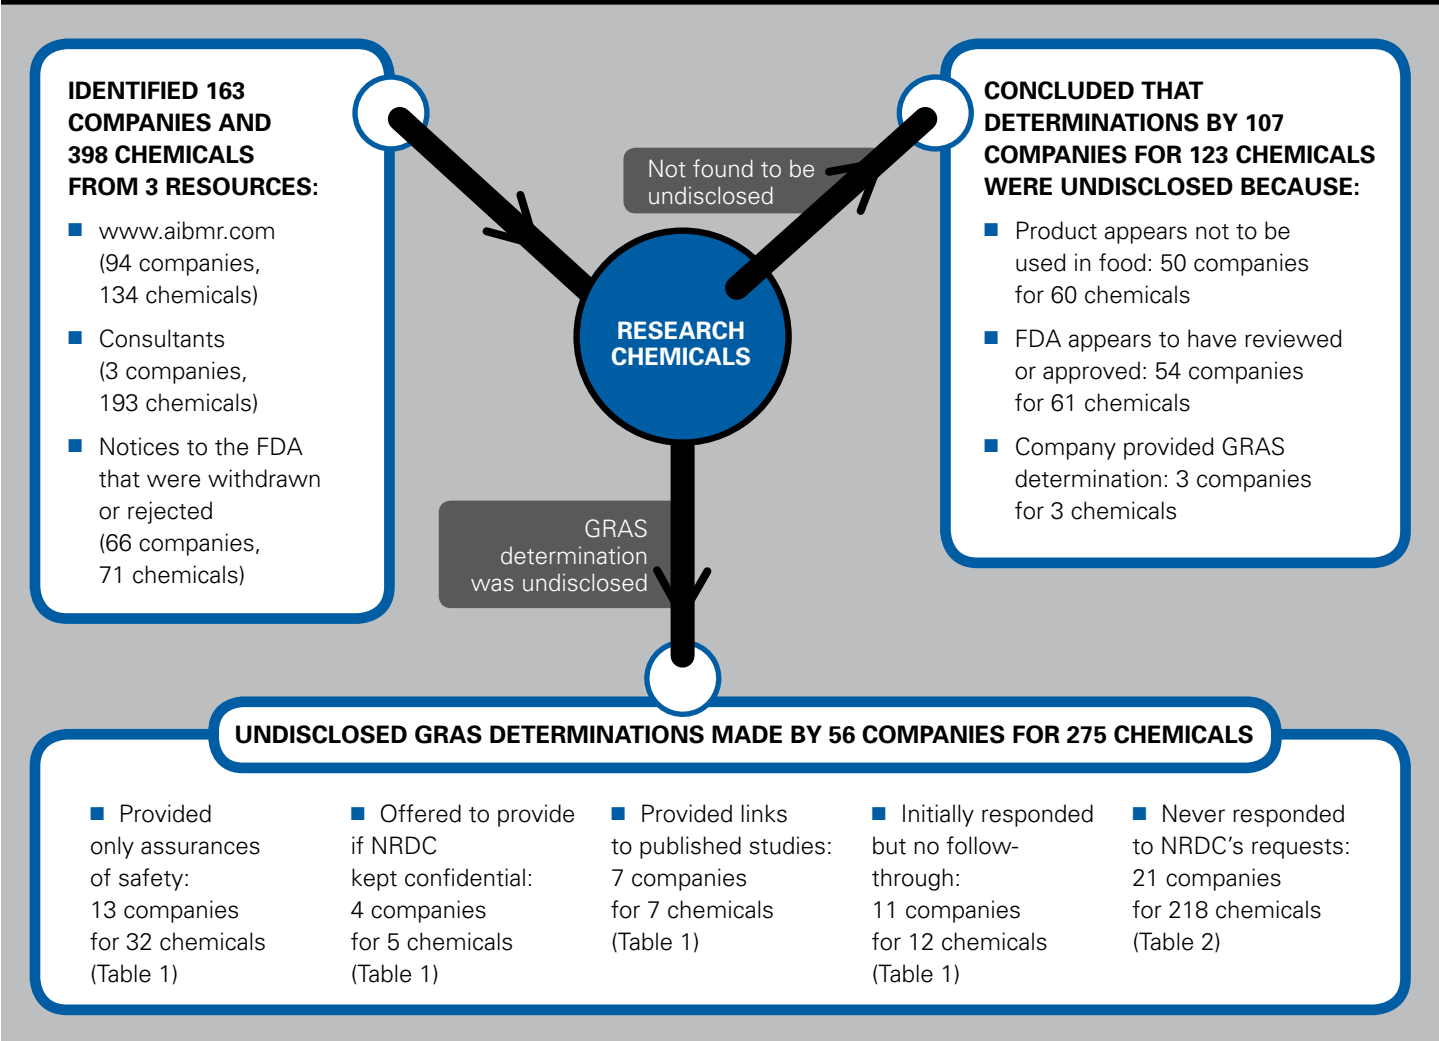 IDENTIFIED 163
COMPANIES AND
398 CHEMICALS
FROM 3 RESOURCES:
www.aibmr.com
(94 companies,
134 chemicals)
Consultants
(3 companies,
193 chemicals)
Notices to the FDA
that were withdrawn
or rejected
(66 companies,
71 chemicals)
RESEARCH
CHEMICALS
Not found to be
undisclosed
CONCLUDED THAT
DETERMINATIONS BY 107
COMPANIES FOR 123 CHEMICALS
WERE UNDISCLOSED BECAUSE:
Product appears not to be
used in food: 50 companies
for 60 chemicals
FDA appears to have reviewed
or approved: 54 companies
for 61 chemicals
Company provided GRAS
determination: 3 companies
for 3 chemicals
GRAS
determination
was undisclosed
UNDISCLOSED GRAS DETERMINATIONS MADE BY 56 COMPANIES FOR 275 CHEMICALS
Provided
only assurances
of safety:
13 companies
for 32 chemicals
(Table 1)
Offered to provide
if NRDC
kept confidential:
4 companies
for 5 chemicals
(Table 1)
Provided links
to published studies:
7 companies
for 7 chemicals
(Table 1)
Initially responded
but no follow-
through:
11 companies
for 12 chemicals
(Table 1)
Never responded
to NRDC's requests:
21 companies
for 218 chemicals
(Table 2)